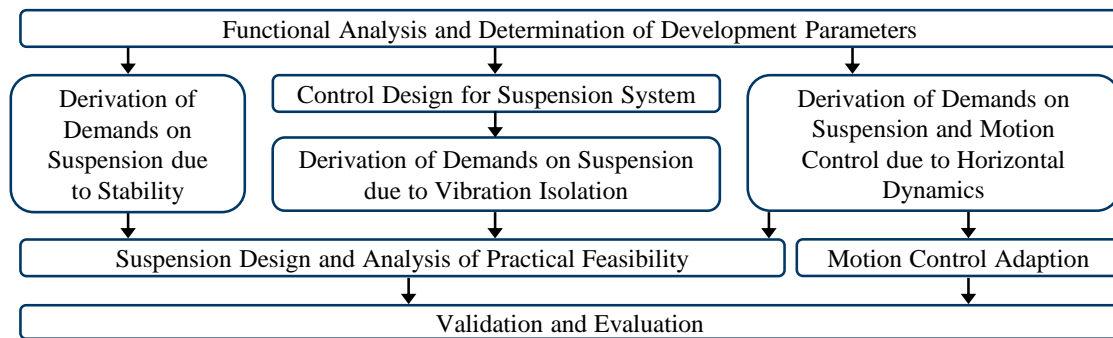 Functional Analysis and Determination of Development Parameters
Derivation of
Demands on
Suspension due
to Stability
Control Design for Suspension System
Derivation of Demands on Suspension
due to Vibration Isolation
Derivation of Demands on
Suspension and Motion
Control due to Horizontal
Dynamics
Suspension Design and Analysis of Practical Feasibility
Motion Control Adaption
Validation and Evaluation